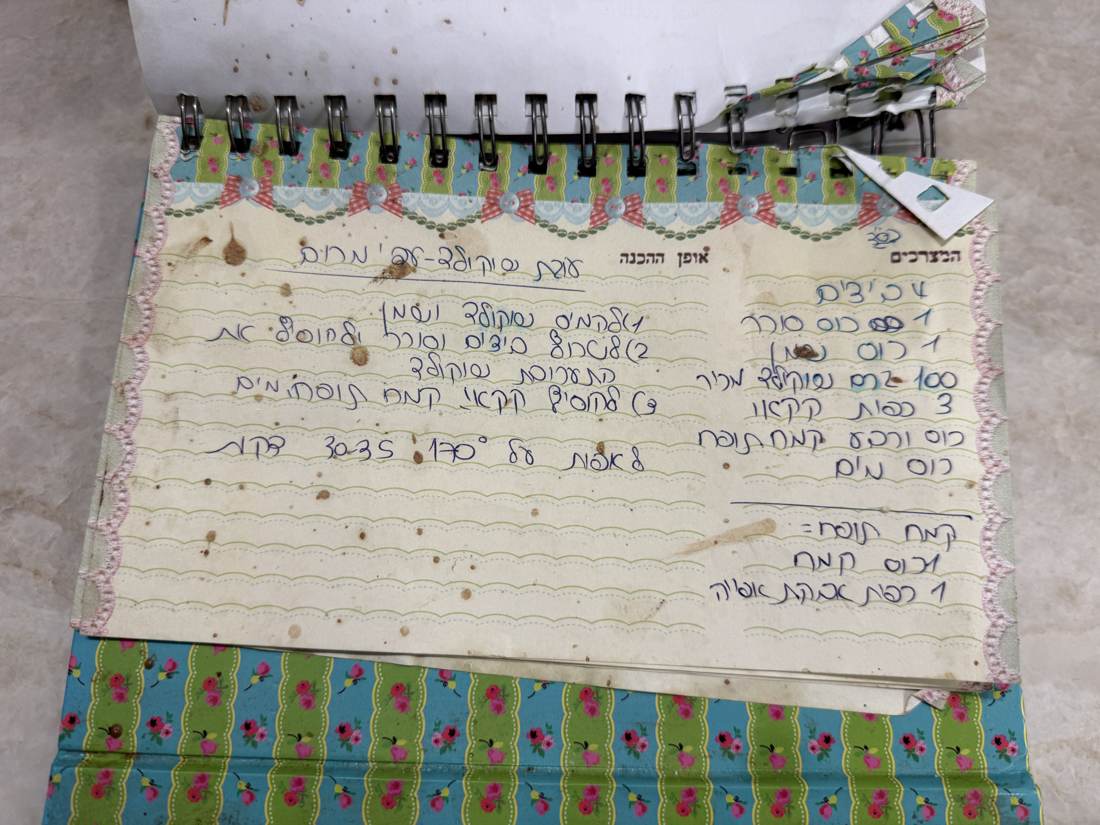 המצרכים
4 ביצים
1 כוס סוכר
1 כוס שמן
100 גרם שוקולד מריר
3 כפות קקאו
כוס ורבע קמח תופח
כוס מים
קמח תופח =
1 כוס קמח
1 כפית אבקת אפיה
אופן ההכנה
עוגת שוקולד - עפ"י מרים
1) להמיס שוקולד ושמן
2) לטרוף ביצים וסוכר ולהוסיף את
התערובת שוקולד
3) להוסיף קקאו, קמח תופח, מים
לאפות על 170° 30-35 דקות